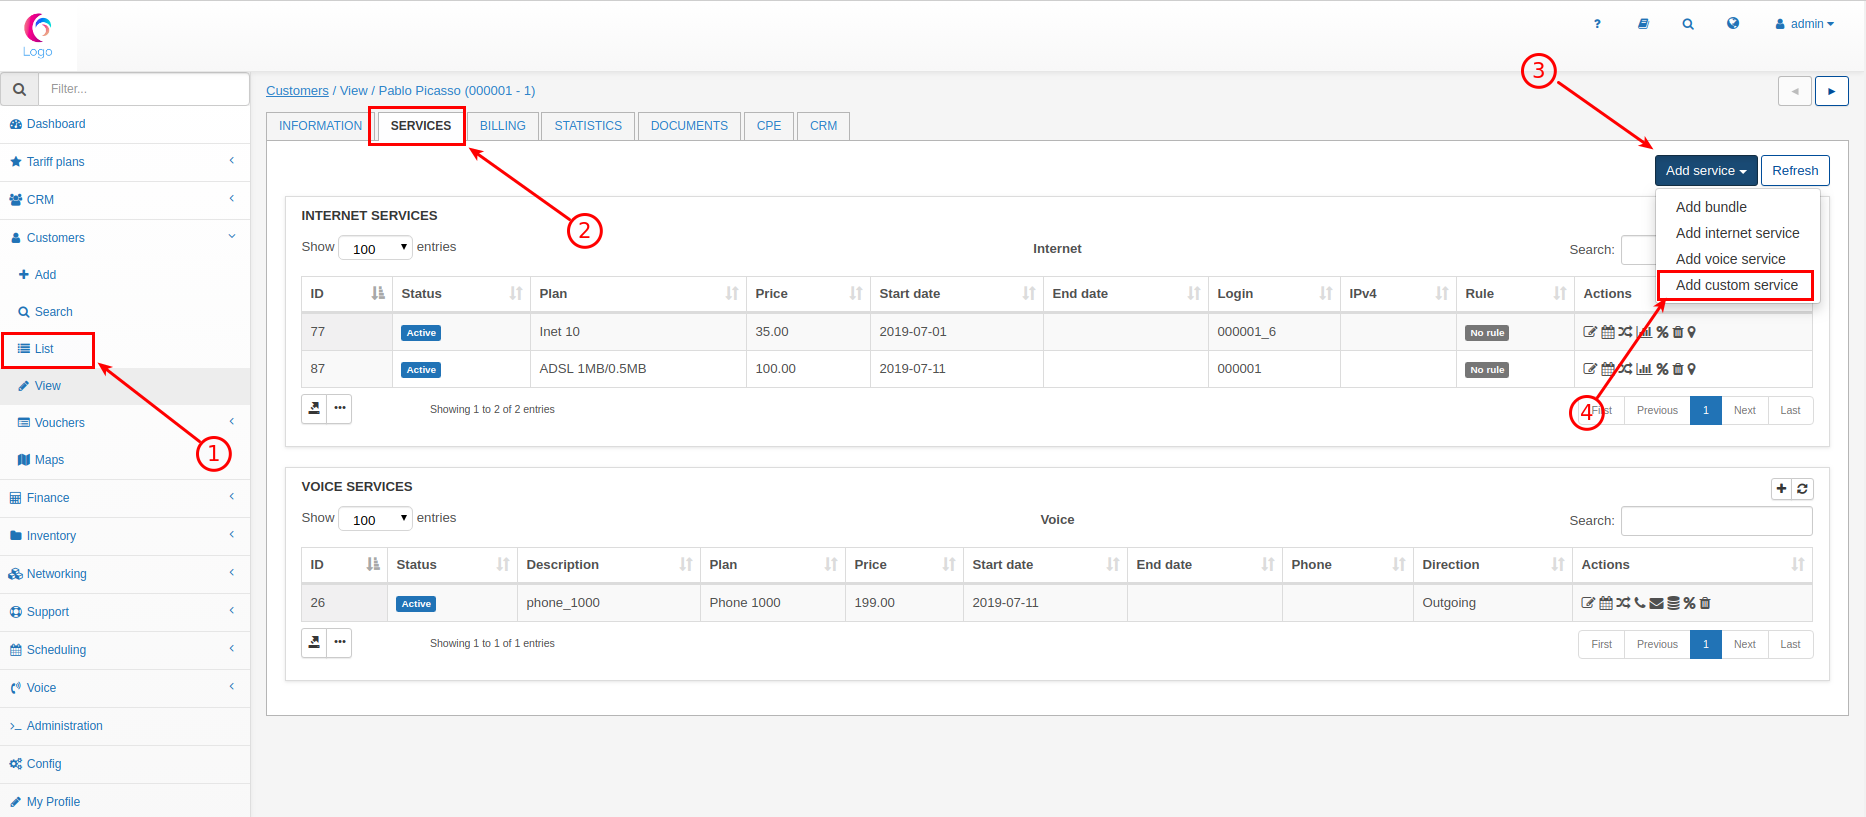 Logo
?
admin
Filter...
Dashboard
Tariff plans
CRM
Customers
Add
Search
List
View
Vouchers
Maps
Finance
Inventory
Networking
Support
Scheduling
Voice
Administration
Config
My Profile
1
Customers / View / Pablo Picasso (000001 - 1)
INFORMATION SERVICES BILLING STATISTICS DOCUMENTS CPE CRM
2
3
Add service Refresh
Add bundle
Add internet service
Add voice service
Add custom service
4
INTERNET SERVICES
Show 100 entries Internet Search:
ID Status Plan Price Start date End date Login IPv4 Rule Actions
77 Active Inet 10 35.00 2019-07-01 000001_6 No rule
87 Active ADSL 1MB/0.5MB 100.00 2019-07-11 000001 No rule
Showing 1 to 2 of 2 entries First Previous 1 Next Last
VOICE SERVICES
Show 100 entries Voice Search:
ID Status Description Plan Price Start date End date Phone Direction Actions
26 Active phone_1000 Phone 1000 199.00 2019-07-11 Outgoing
Showing 1 to 1 of 1 entries First Previous 1 Next Last